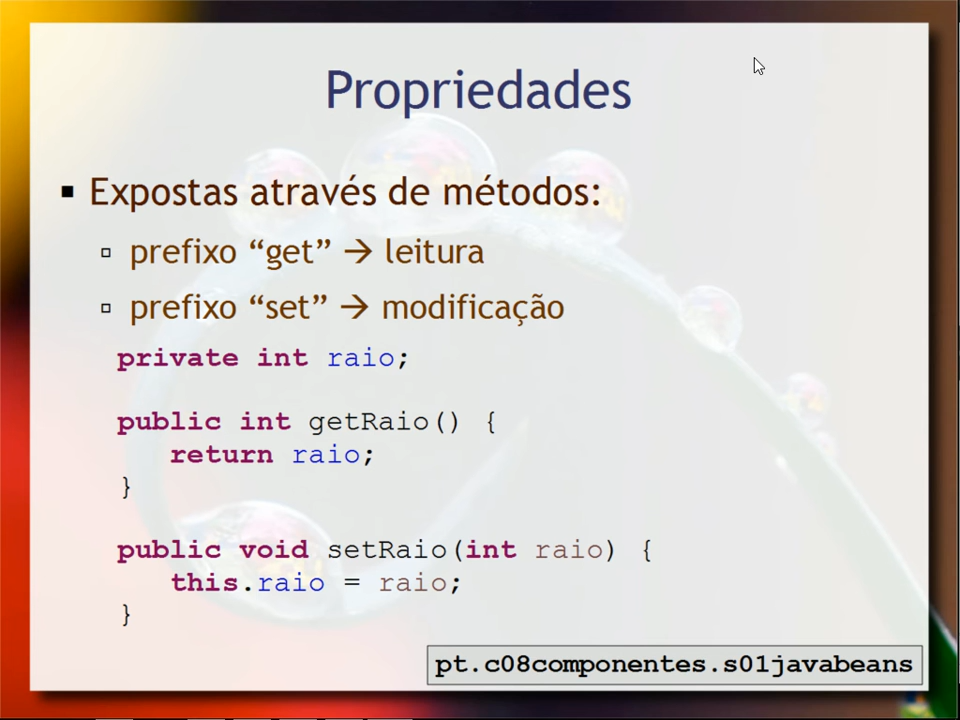 Propriedades
▪ Expostas através de métodos:
▫ prefixo “get” → leitura
▫ prefixo “set” → modificação
private int raio;
public int getRaio() {
   return raio;
}
public void setRaio(int raio) {
   this.raio = raio;
}
pt.c08componentes.s01javabeans